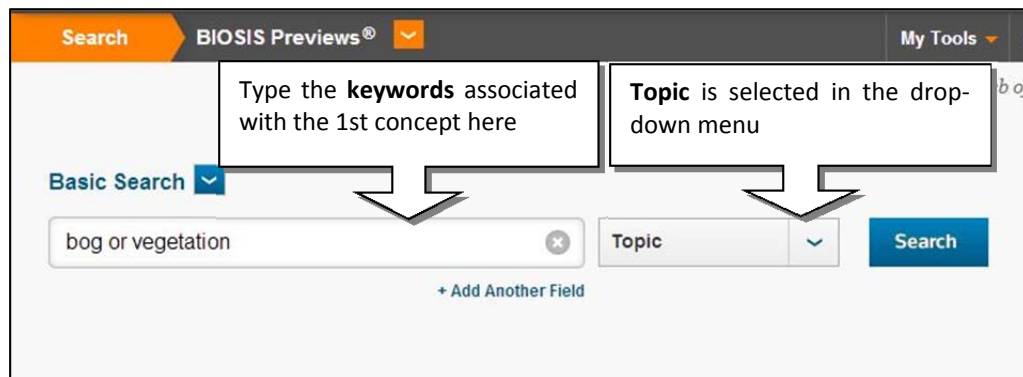 Search BIOSIS Previews® My Tools
Type the keywords associated
with the 1st concept here
Topic is selected in the drop-
down menu
Basic Search
bog or vegetation Topic Search
+ Add Another Field